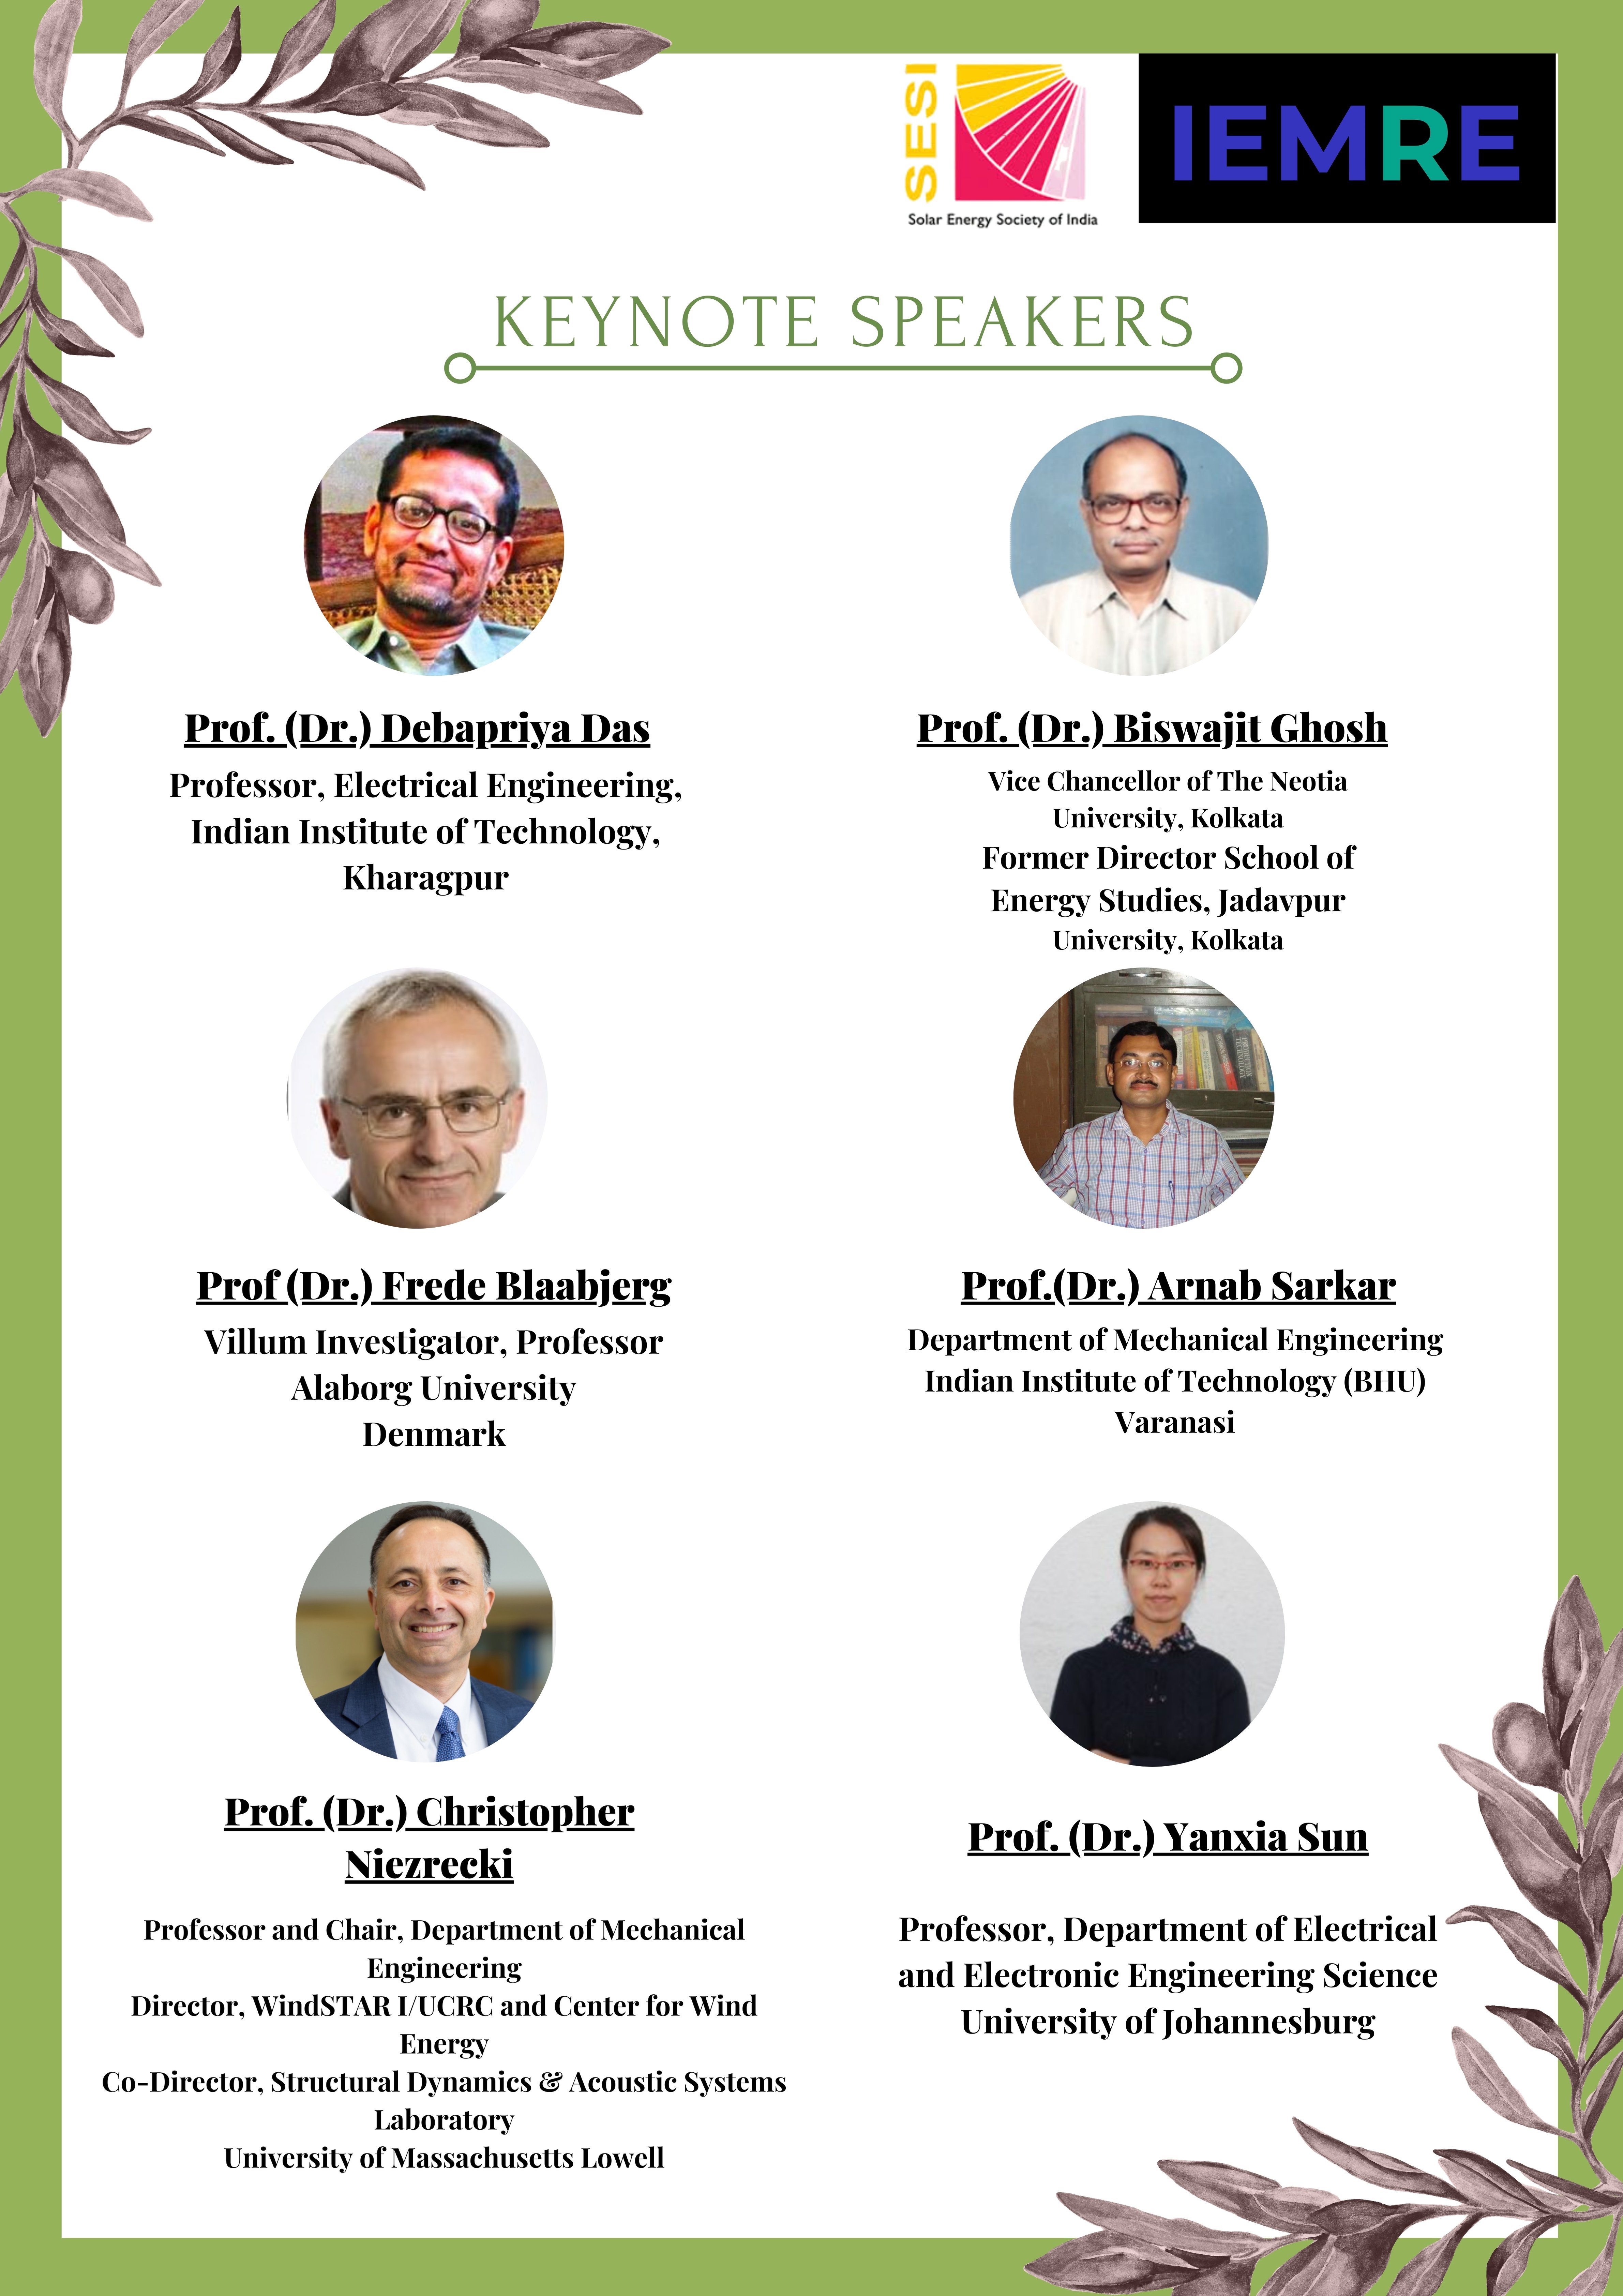 SESI
Solar Energy Society of India
IEMRE
KEYNOTE SPEAKERS
Prof. (Dr.) Debapriya Das
Professor, Electrical Engineering,
Indian Institute of Technology,
Kharagpur
Prof. (Dr.) Biswajit Ghosh
Vice Chancellor of The Neotia
University, Kolkata
Former Director School of
Energy Studies, Jadavpur
University, Kolkata
Prof (Dr.) Frede Blaabjerg
Villum Investigator, Professor
Alaborg University
Denmark
Prof.(Dr.) Arnab Sarkar
Department of Mechanical Engineering
Indian Institute of Technology (BHU)
Varanasi
Prof. (Dr.) Christopher
Niezrecki
Professor and Chair, Department of Mechanical
Engineering
Director, WindSTAR I/UCRC and Center for Wind
Energy
Co-Director, Structural Dynamics & Acoustic Systems
Laboratory
University of Massachusetts Lowell
Prof. (Dr.) Yanxia Sun
Professor, Department of Electrical
and Electronic Engineering Science
University of Johannesburg